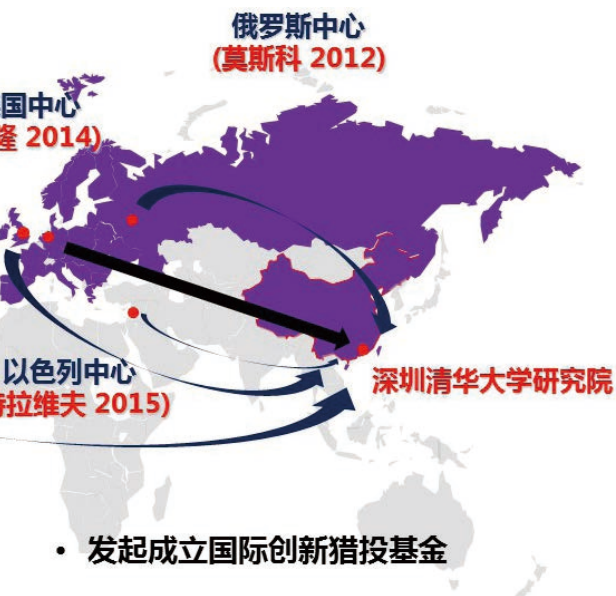 俄罗斯中心
(莫斯科 2012)
国中心
隆 2014)
以色列中心
特拉维夫 2015)
深圳清华大学研究院
• 发起成立国际创新猎投基金